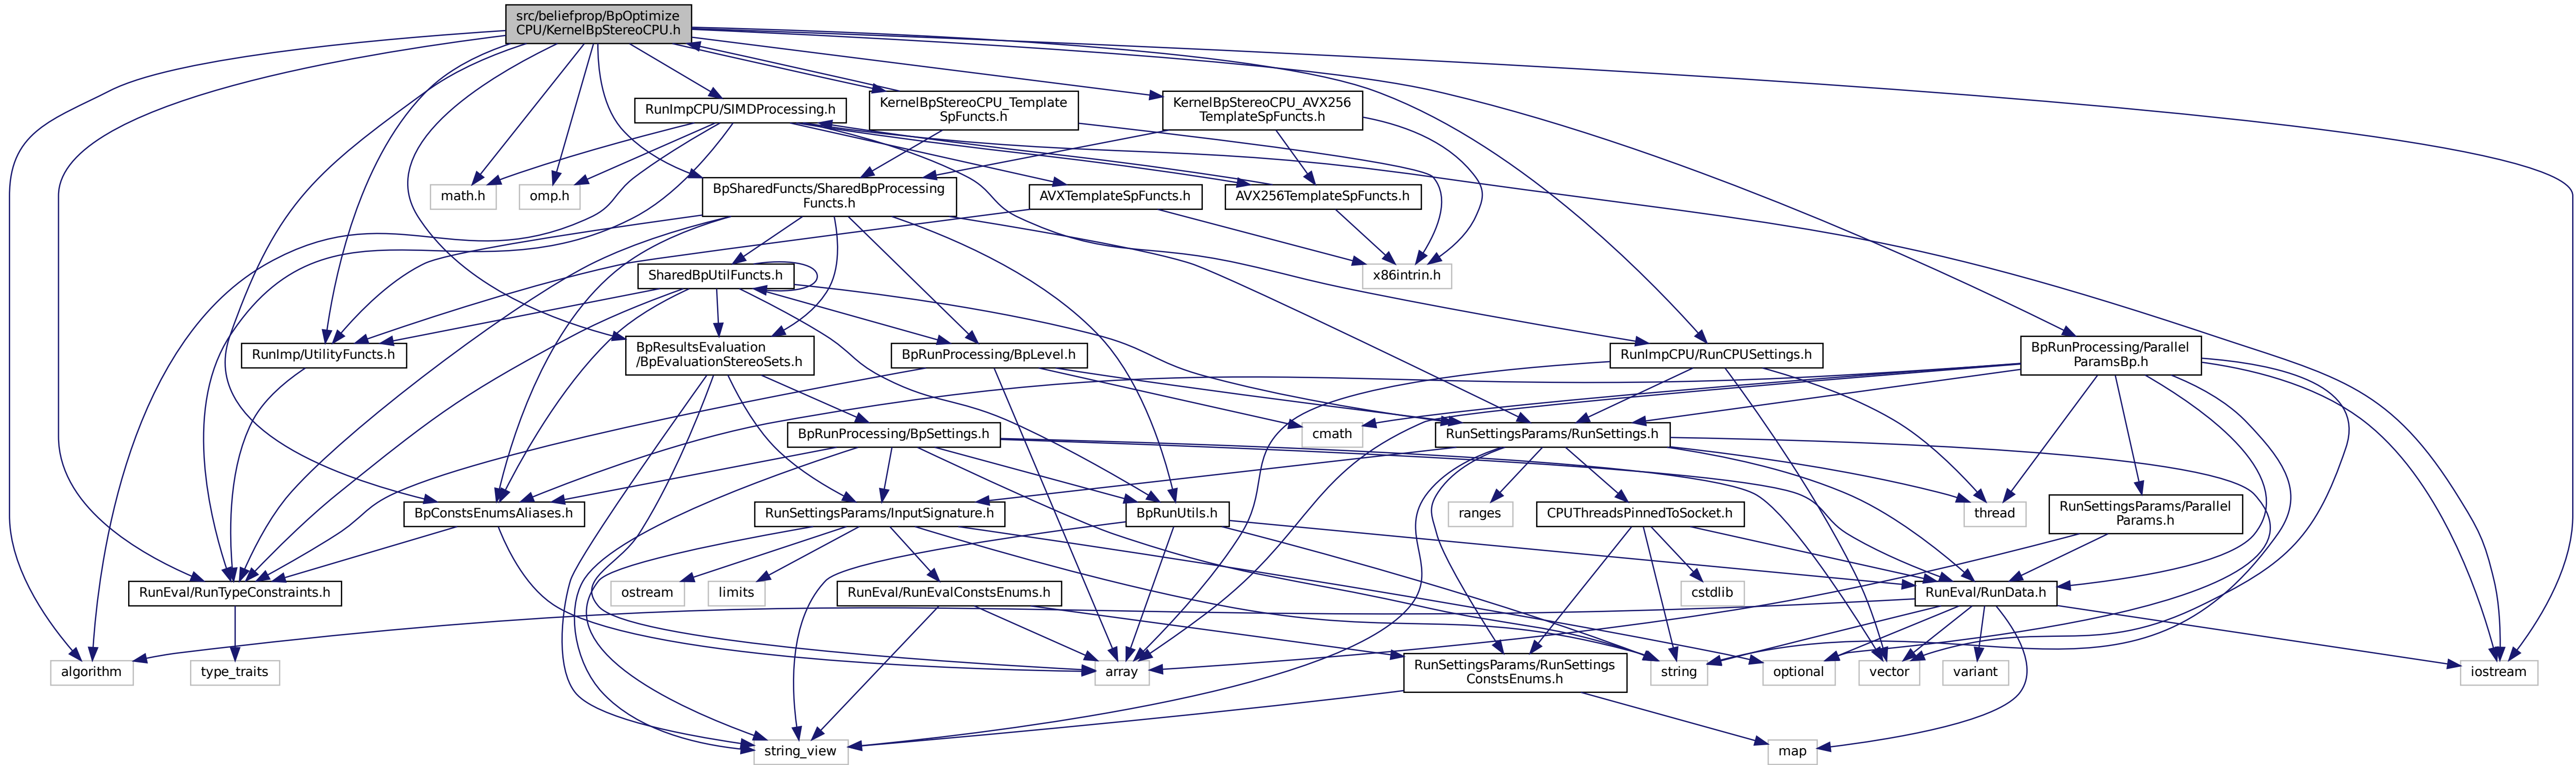 src/beliefprop/BpOptimize
CPU/KernelBpStereoCPU.h
RunImpCPU/SIMDProcessing.h
KernelBpStereoCPU_Template
SpFuncts.h
KernelBpStereoCPU_AVX256
TemplateSpFuncts.h
math.h
omp.h
BpSharedFuncts/SharedBpProcessing
Functs.h
AVXTemplateSpFuncts.h
AVX256TemplateSpFuncts.h
SharedBpUtilFuncts.h
x86intrin.h
RunImp/UtilityFuncts.h
BpResultsEvaluation
/BpEvaluationStereoSets.h
BpRunProcessing/BpLevel.h
RunImpCPU/RunCPUSettings.h
BpRunProcessing/Parallel
ParamsBp.h
BpRunProcessing/BpSettings.h
cmath
RunSettingsParams/RunSettings.h
BpConstsEnumsAliases.h
RunSettingsParams/InputSignature.h
BpRunUtils.h
ranges
CPUThreadsPinnedToSocket.h
thread
RunSettingsParams/Parallel
Params.h
RunEval/RunTypeConstraints.h
ostream
limits
RunEval/RunEvalConstsEnums.h
cstdlib
RunEval/RunData.h
algorithm
type_traits
array
RunSettingsParams/RunSettings
ConstsEnums.h
string
optional
vector
variant
iostream
string_view
map